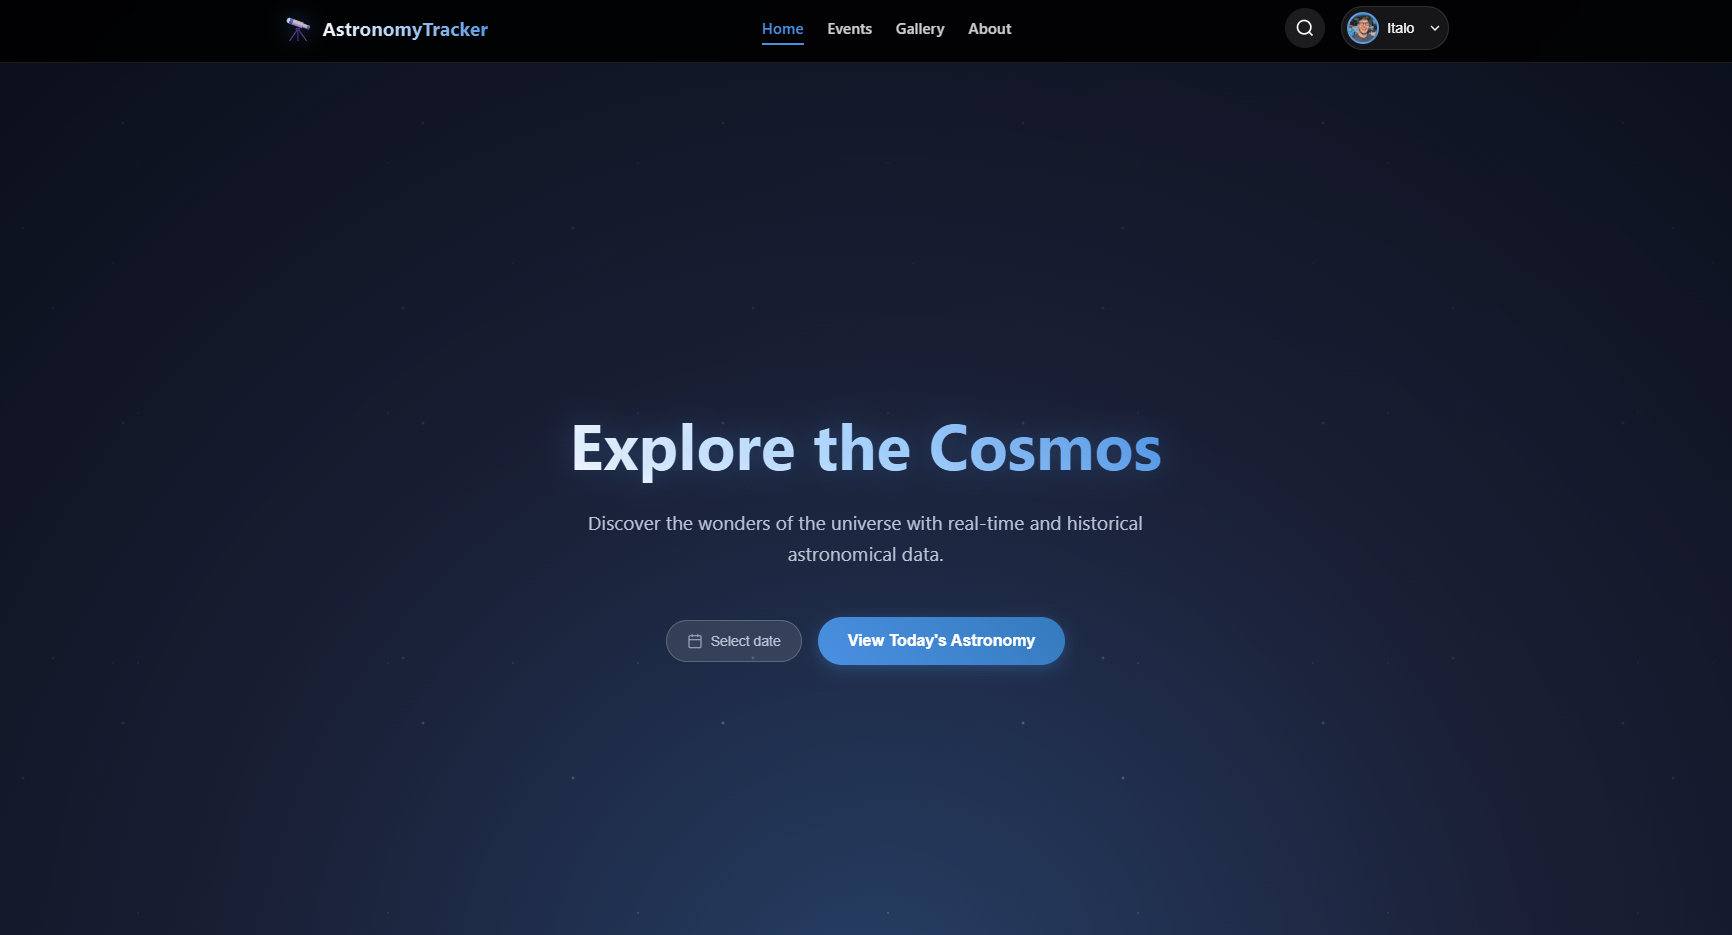 AstronomyTracker
Home
Events
Gallery
About
Italo
Explore the Cosmos
Discover the wonders of the universe with real-time and historical
astronomical data.
Select date
View Today's Astronomy